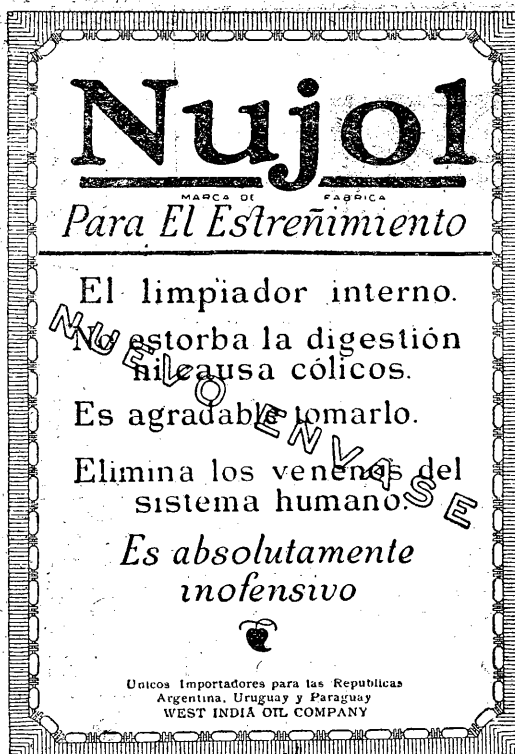 Nujol
MARCA DE FABRICA
Para El Estreñimiento
El limpiador interno.
No estorba la digestión
ni causa cólicos.
Es agradable tomarlo.
Elimina los venenos del
sistema humano.
NUEVO ENVASE
Es absolutamente
inofensivo
Unicos Importadores para las Republicas
Argentina, Uruguay y Paraguay
WEST INDIA OIL COMPANY